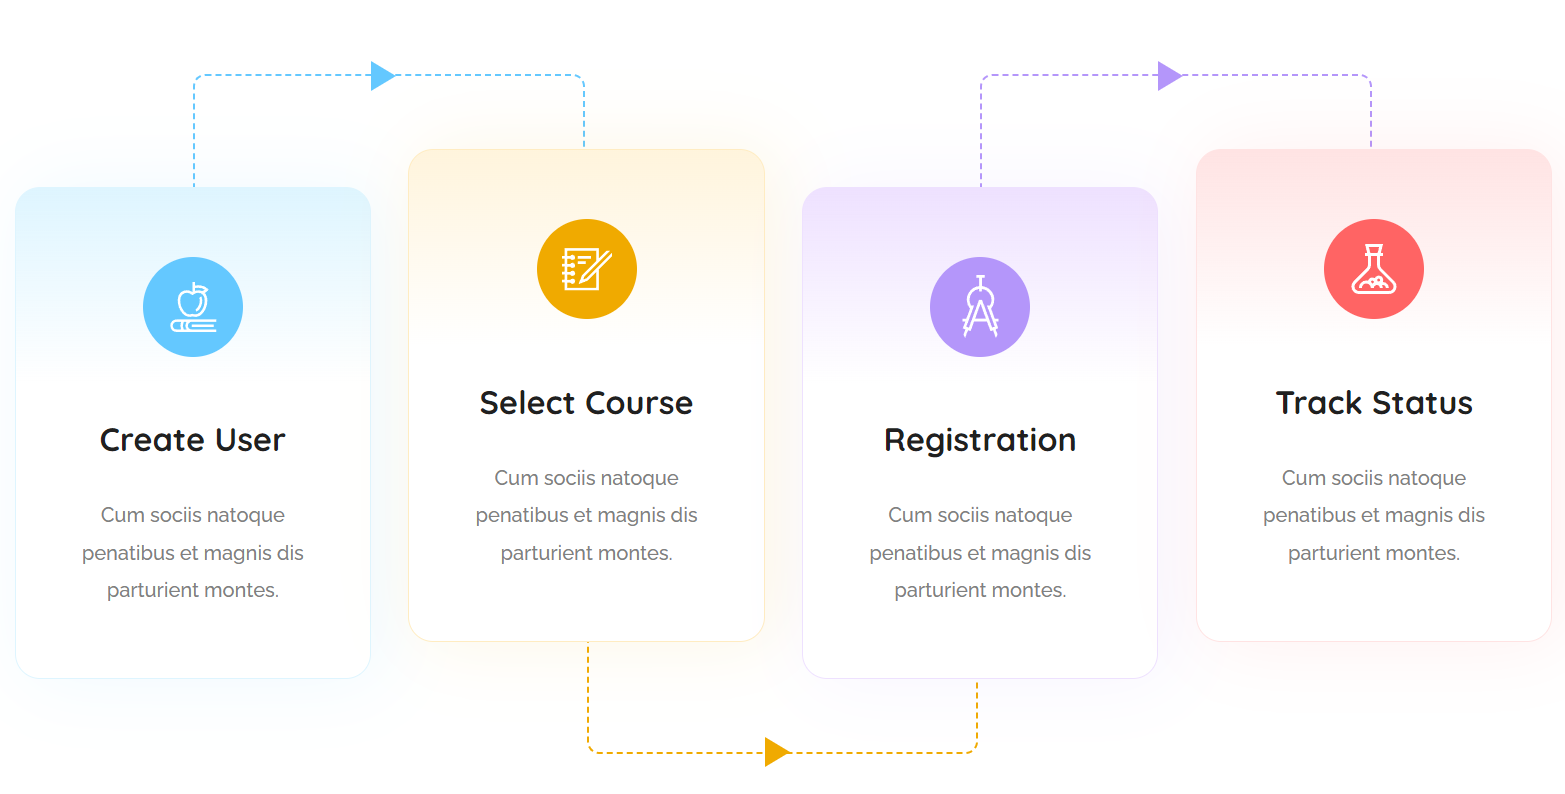 Create User
Cum sociis natoque
penatibus et magnis dis
parturient montes.
Select Course
Cum sociis natoque
penatibus et magnis dis
parturient montes.
Registration
Cum sociis natoque
penatibus et magnis dis
parturient montes.
Track Status
Cum sociis natoque
penatibus et magnis dis
parturient montes.